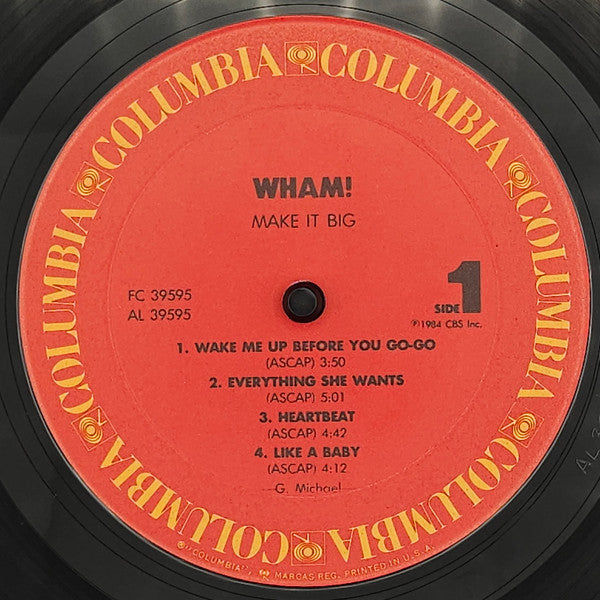 COLUMBIA COLUMBIA COLUMBIA COLUMBIA COLUMBIA COLUMBIA COLUMBIA COLUMBIA
WHAM!
MAKE IT BIG
FC 39595
AL 39595
SIDE 1
℗1984 CBS Inc.
1. WAKE ME UP BEFORE YOU GO-GO
(ASCAP) 3:50
2. EVERYTHING SHE WANTS
(ASCAP) 5:01
3. HEARTBEAT
(ASCAP) 4:42
4. LIKE A BABY
(ASCAP) 4:12
—G. Michael—
®"COLUMBIA", MARCAS REG. PRINTED IN U.S.A.